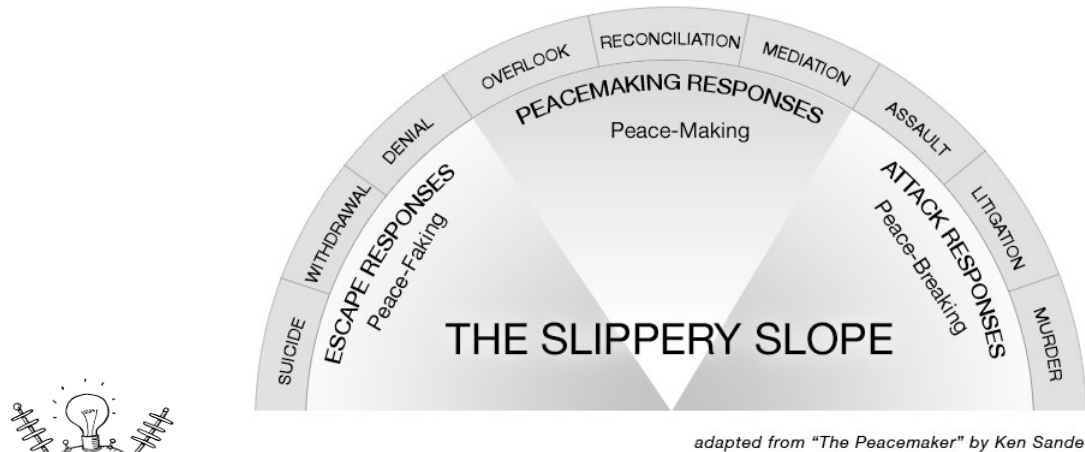 SUICIDE
WITHDRAWAL
DENIAL
OVERLOOK
RECONCILIATION
MEDIATION
ASSAULT
LITIGATION
MURDER
ESCAPE RESPONSES
Peace-Faking
PEACEMAKING RESPONSES
Peace-Making
ATTACK RESPONSES
Peace-Breaking
THE SLIPPERY SLOPE
adapted from “The Peacemaker” by Ken Sande